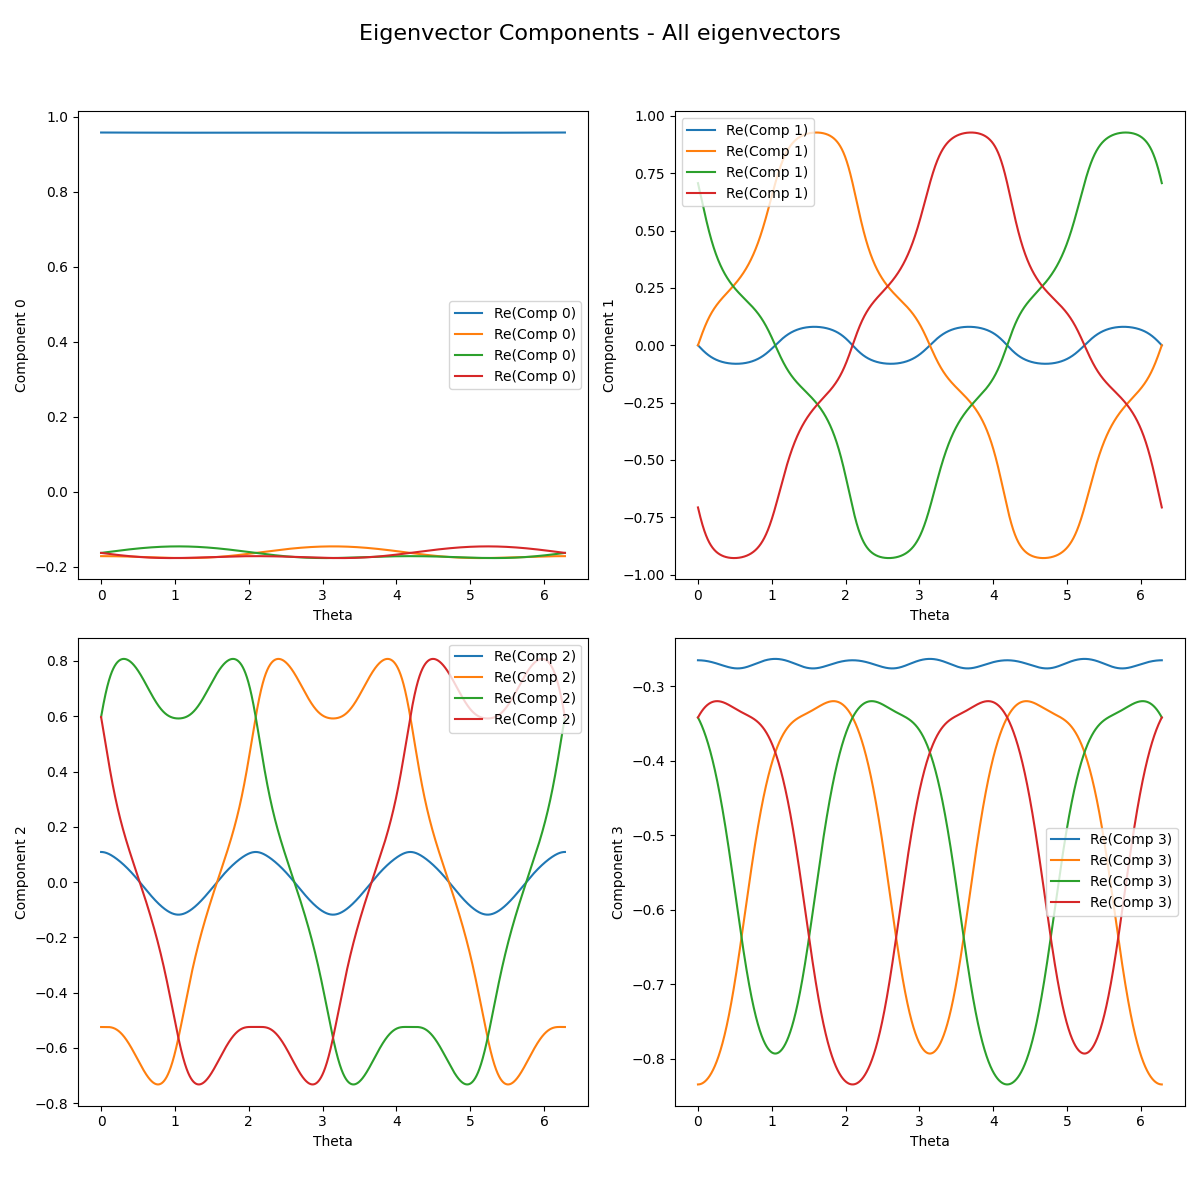 Eigenvector Components - All eigenvectors
1.0
0.8
0.6
0.4
0.2
0.0
−0.2
Component 0
Re(Comp 0)
Re(Comp 0)
Re(Comp 0)
Re(Comp 0)
0 1 2 3 4 5 6
Theta
1.00
0.75
0.50
0.25
0.00
−0.25
−0.50
−0.75
−1.00
Component 1
Re(Comp 1)
Re(Comp 1)
Re(Comp 1)
Re(Comp 1)
0 1 2 3 4 5 6
Theta
0.8
0.6
0.4
0.2
0.0
−0.2
−0.4
−0.6
−0.8
Component 2
Re(Comp 2)
Re(Comp 2)
Re(Comp 2)
Re(Comp 2)
0 1 2 3 4 5 6
Theta
−0.3
−0.4
−0.5
−0.6
−0.7
−0.8
Component 3
Re(Comp 3)
Re(Comp 3)
Re(Comp 3)
Re(Comp 3)
0 1 2 3 4 5 6
Theta